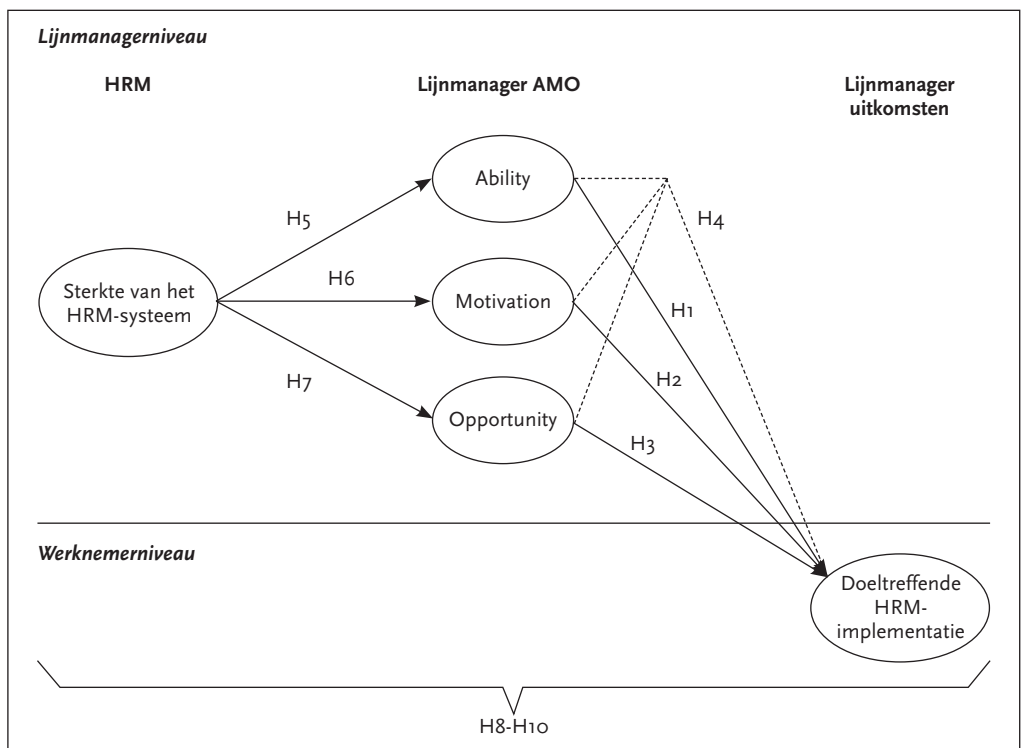 Lijnmanagerniveau
HRM
Lijnmanager AMO
Lijnmanager
uitkomsten
Ability
H4
H5
Sterkte van het
HRM-systeem
H6
Motivation
H1
H2
H7
Opportunity
H3
Werknemerniveau
Doeltreffende
HRM-
implementatie
H8-H10